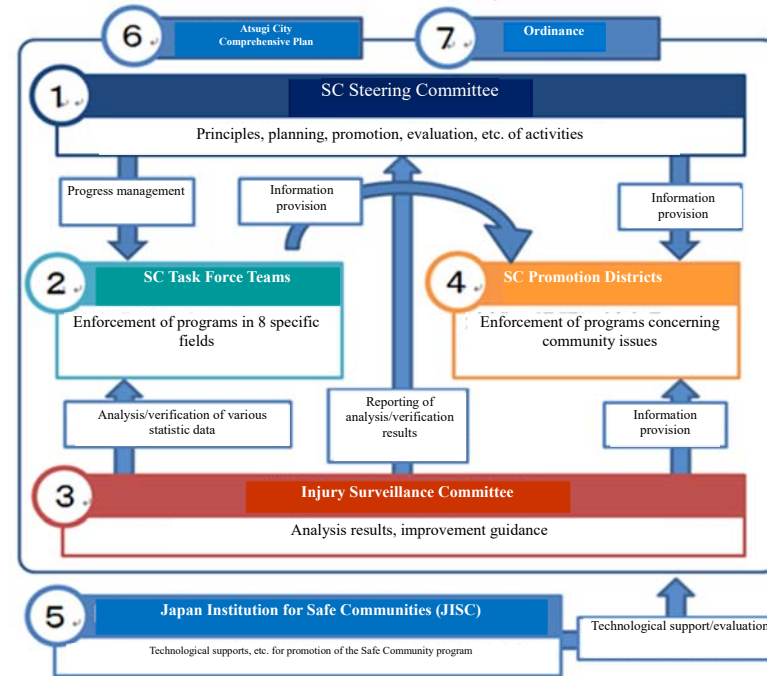 6
Atsugi City
Comprehensive Plan
7
Ordinance
1
SC Steering Committee
Principles, planning, promotion, evaluation, etc. of activities
Progress management
Information
provision
Information
provision
2
SC Task Force Teams
Enforcement of programs in 8 specific
fields
4
SC Promotion Districts
Enforcement of programs concerning
community issues
Analysis/verification of various
statistic data
Reporting of
analysis/verification
results
Information
provision
3
Injury Surveillance Committee
Analysis results, improvement guidance
5
Japan Institution for Safe Communities (JISC)
Technological supports, etc. for promotion of the Safe Community program
Technological support/evaluation